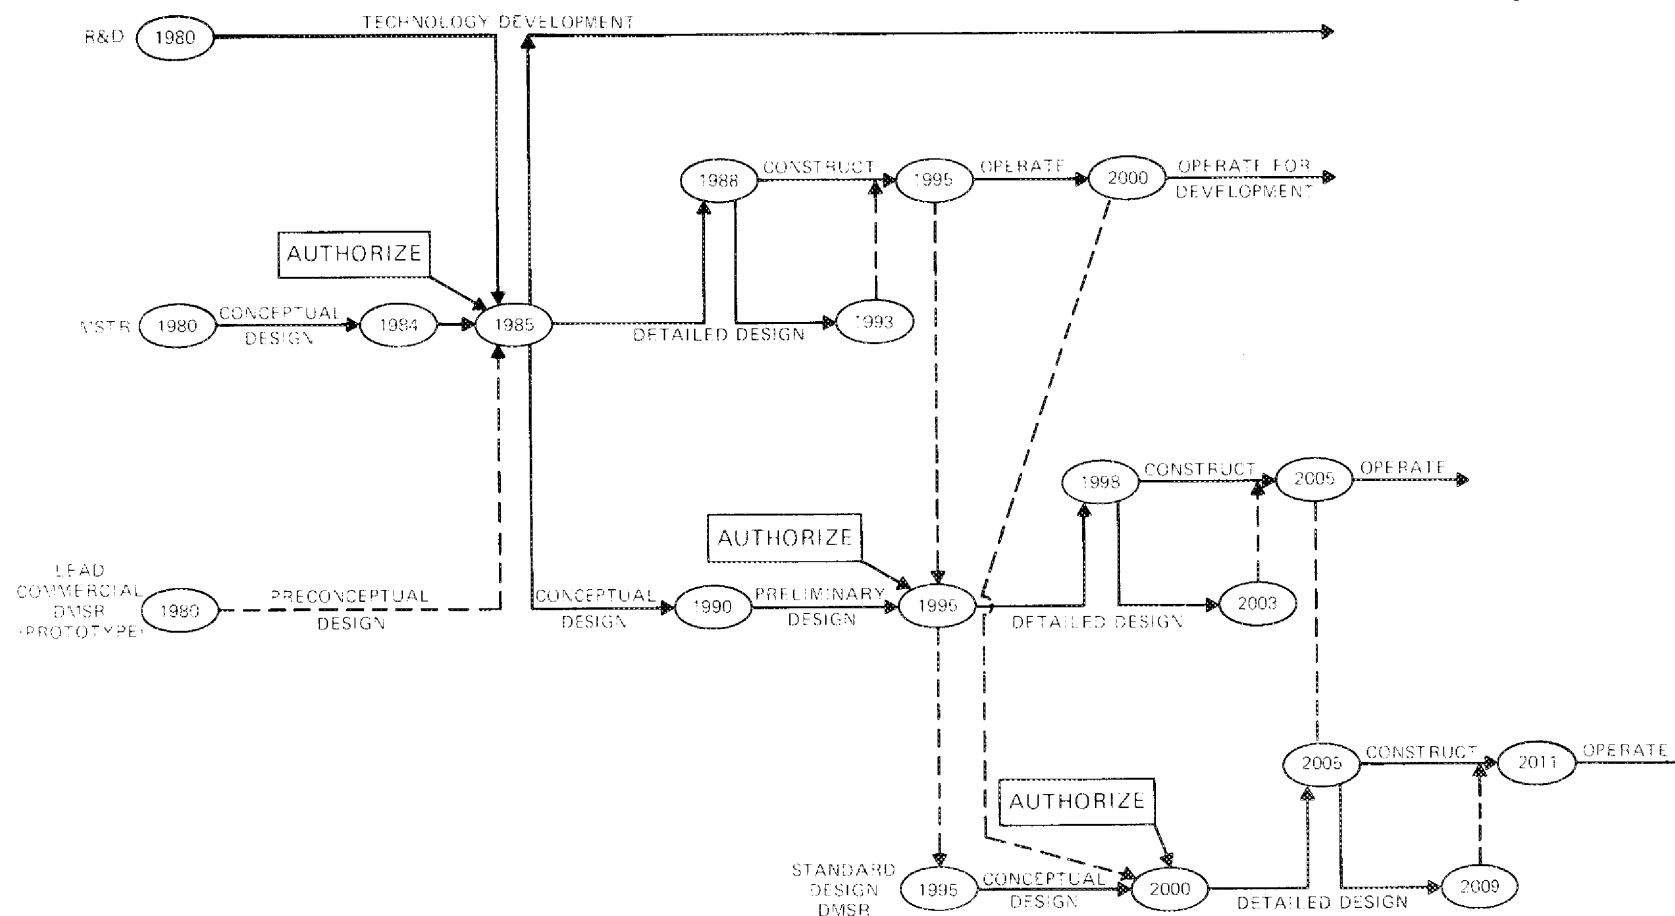 TECHNOLOGY DEVELOPMENT
R&D 1980
1988 CONSTRUCT 1995 OPERATE 2000 OPERATE FOR
DEVELOPMENT
AUTHORIZE
MSTR 1980 CONCEPTUAL 1984 1985 1993
DESIGN DETAILED DESIGN
1998 CONSTRUCT 2005 OPERATE
AUTHORIZE
LEAD
COMMERCIAL
DMSR
(PROTOTYPE)
1980 PRECONCEPTUAL
DESIGN
CONCEPTUAL
DESIGN
1990 PRELIMINARY
DESIGN
1995 DETAILED DESIGN 2003
2005 CONSTRUCT 2011 OPERATE
AUTHORIZE
STANDARD
DESIGN
DMSR
1995 CONCEPTUAL
DESIGN
2000 DETAILED DESIGN 2009